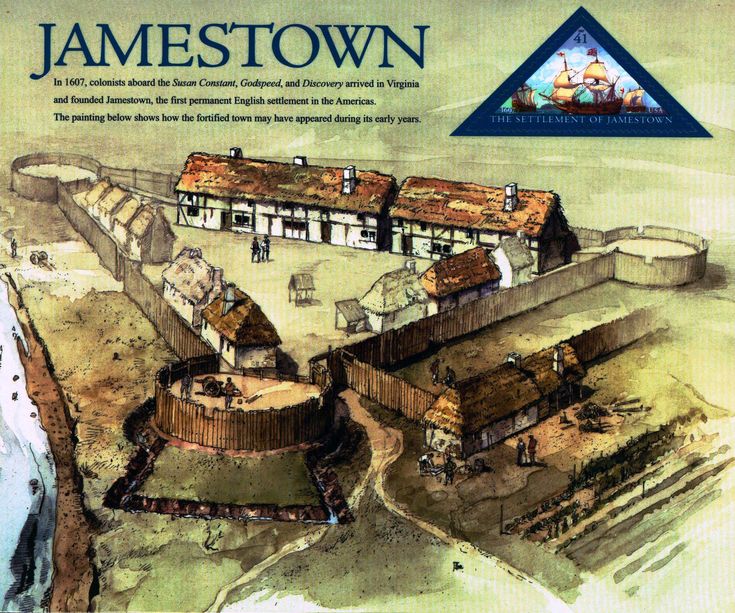 JAMESTOWN
In 1607, colonists aboard the Susan Constant, Godspeed, and Discovery arrived in Virginia
and founded Jamestown, the first permanent English settlement in the Americas.
The painting below shows how the fortified town may have appeared during its early years.
41
1607 USA
THE SETTLEMENT OF JAMESTOWN